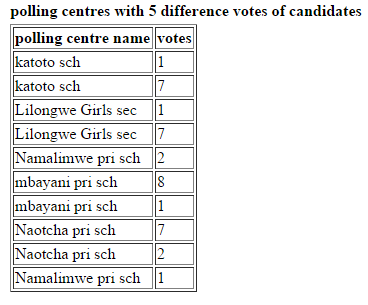 polling centres with 5 difference votes of candidates
polling centre name votes
katoto sch 1
katoto sch 7
Lilongwe Girls sec 1
Lilongwe Girls sec 7
Namalimwe pri sch 2
mbayani pri sch 8
mbayani pri sch 1
Naotcha pri sch 7
Naotcha pri sch 2
Namalimwe pri sch 1